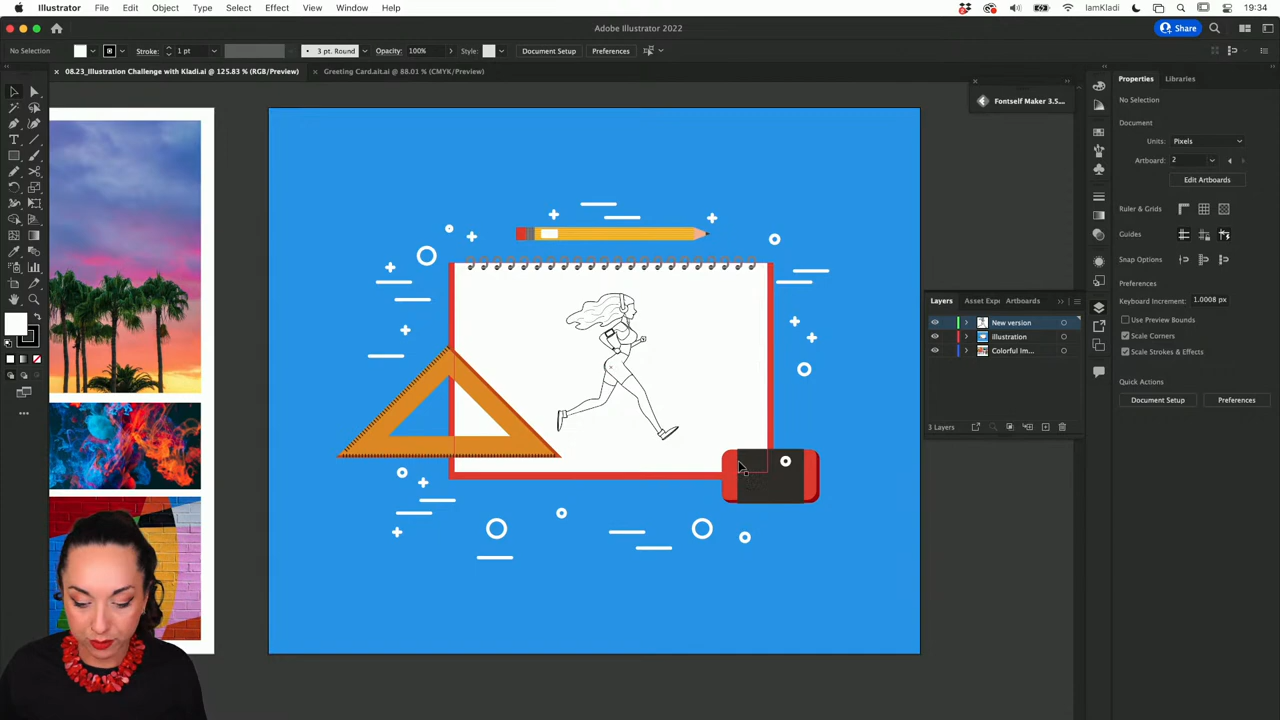 Illustrator File Edit Object Type Select Effect View Window Help IamKladi 19:34
Adobe Illustrator 2022 Share
No Selection Stroke: 1 pt 3 pt. Round Opacity: 100% Style: Document Setup Preferences
× 08.23_Illustration Challenge with Kladi.ai @ 125.83 % (RGB/Preview) × Greeting Card.alt.ai @ 88.01 % (CMYK/Preview)
Fontself Maker 3.5...
Layers Asset Exp Artboards
New version
Illustration
Colorful Im...
3 Layers
Properties Libraries
No Selection
Document
Units: Pixels
Artboard: 2
Edit Artboards
Ruler & Grids
Guides
Snap Options
Preferences
Keyboard Increment: 1.0008 px
Use Preview Bounds
Scale Corners
Scale Strokes & Effects
Quick Actions
Document Setup Preferences